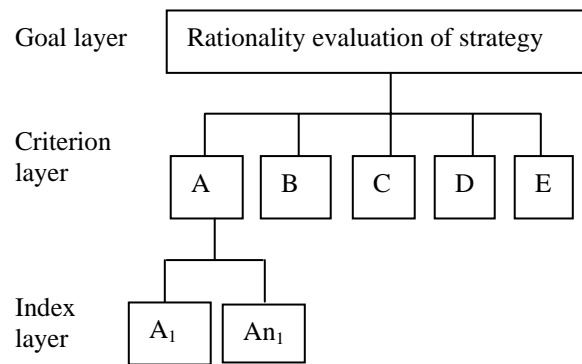 Goal layer
Rationality evaluation of strategy
Criterion
layer
A B C D E
Index
layer
A₁ An₁